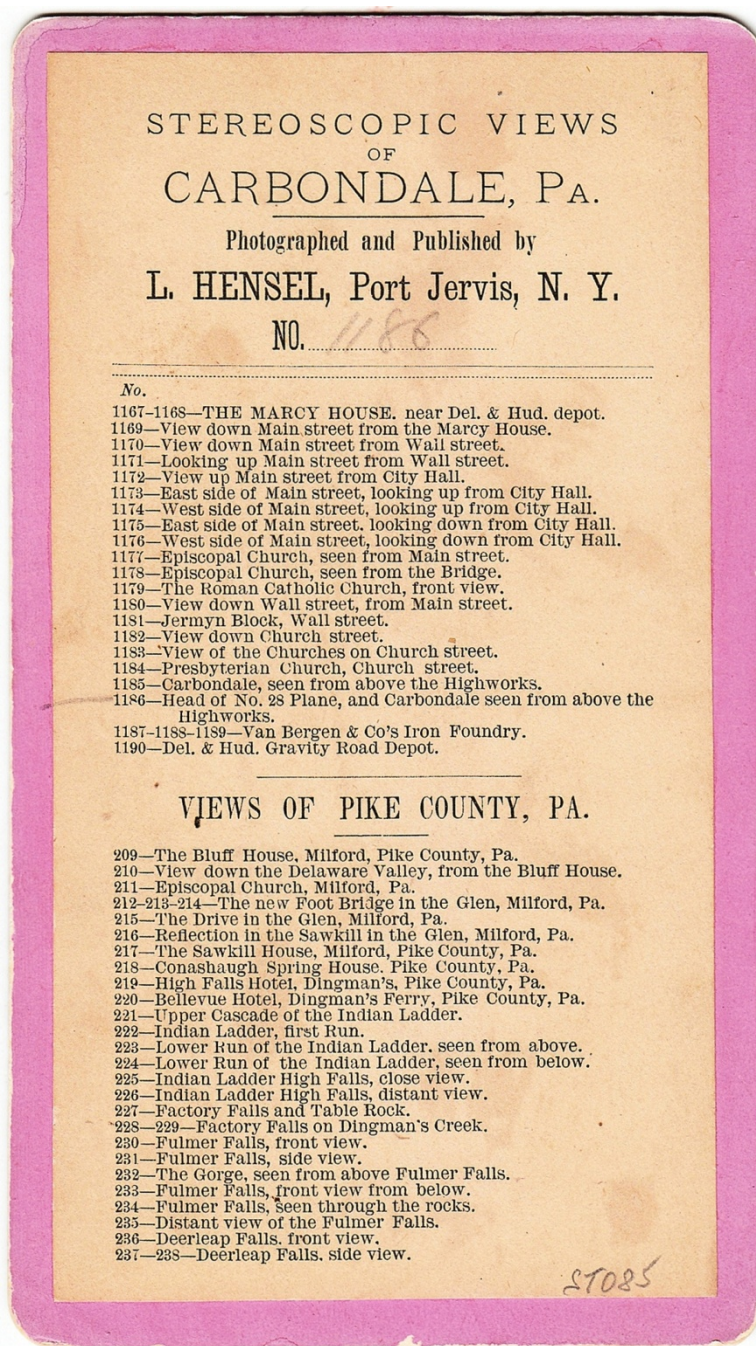 STEREOSCOPIC VIEWS
OF
CARBONDALE, PA.
Photographed and Published by
L. HENSEL, Port Jervis, N. Y.
NO. 1186
No.
1167–1168—THE MARCY HOUSE. near Del. & Hud. depot.
1169—View down Main street from the Marcy House.
1170—View down Main street from Wall street.
1171—Looking up Main street from Wall street.
1172—View up Main street from City Hall.
1173—East side of Main street, looking up from City Hall.
1174—West side of Main street, looking up from City Hall.
1175—East side of Main street. looking down from City Hall.
1176—West side of Main street, looking down from City Hall.
1177—Episcopal Church, seen from Main street.
1178—Episcopal Church, seen from the Bridge.
1179—The Roman Catholic Church, front view.
1180—View down Wall street, from Main street.
1181—Jermyn Block, Wall street.
1182—View down Church street.
1183—View of the Churches on Church street.
1184—Presbyterian Church, Church street.
1185—Carbondale, seen from above the Highworks.
1186—Head of No. 28 Plane, and Carbondale seen from above the
Highworks.
1187–1188–1189—Van Bergen & Co's Iron Foundry.
1190—Del. & Hud. Gravity Road Depot.
VIEWS OF PIKE COUNTY, PA.
209—The Bluff House, Milford, Pike County, Pa.
210—View down the Delaware Valley, from the Bluff House.
211—Episcopal Church, Milford, Pa.
212–213–214—The new Foot Bridge in the Glen, Milford, Pa.
215—The Drive in the Glen, Milford, Pa.
216—Reflection in the Sawkill in the Glen, Milford, Pa.
217—The Sawkill House, Milford, Pike County, Pa.
218—Conashaugh Spring House. Pike County, Pa.
219—High Falls Hotel, Dingman's, Pike County, Pa.
220—Bellevue Hotel, Dingman's Ferry, Pike County, Pa.
221—Upper Cascade of the Indian Ladder.
222—Indian Ladder, first Run.
223—Lower Run of the Indian Ladder. seen from above.
224—Lower Run of the Indian Ladder, seen from below.
225—Indian Ladder High Falls, close view.
226—Indian Ladder High Falls, distant view.
227—Factory Falls and Table Rock.
228–229—Factory Falls on Dingman's Creek.
230—Fulmer Falls, front view.
231—Fulmer Falls, side view.
232—The Gorge, seen from above Fulmer Falls.
233—Fulmer Falls, front view from below.
234—Fulmer Falls, seen through the rocks.
235—Distant view of the Fulmer Falls.
236—Deerleap Falls. front view.
237–238—Deerleap Falls. side view.
ST085